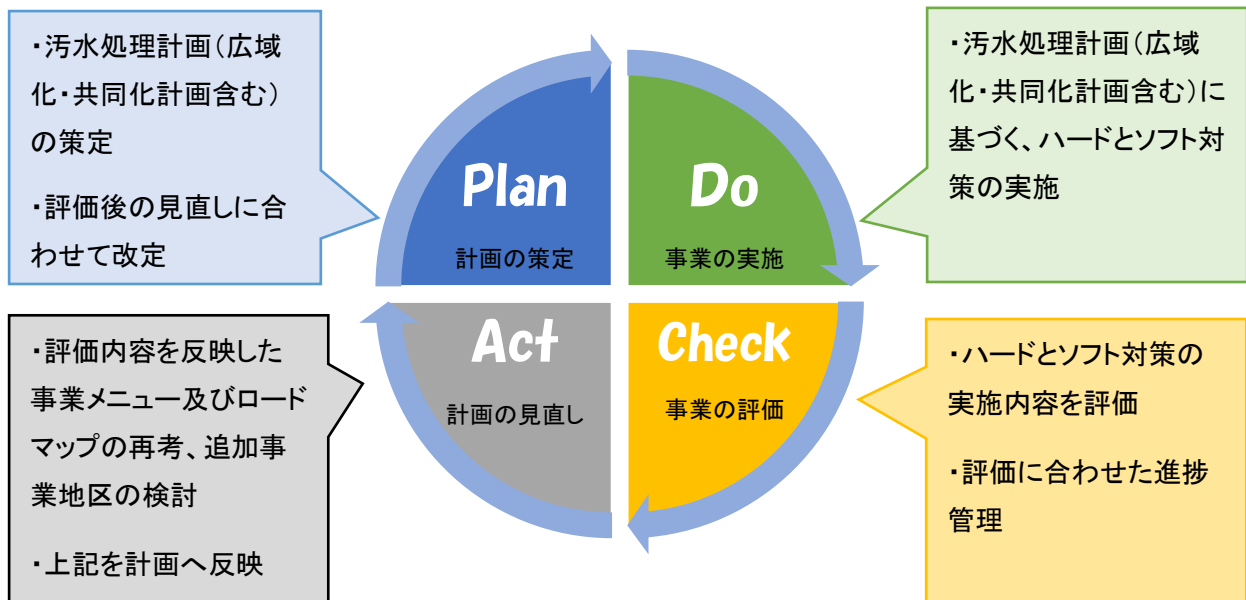 ・汚水処理計画（広域
化・共同化計画含む）
の策定
・評価後の見直しに合
わせて改定
Plan
計画の策定
Do
事業の実施
・汚水処理計画（広域
化・共同化計画含む）に
基づく、ハードとソフト対
策の実施
・評価内容を反映した
事業メニュー及びロード
マップの再考、追加事
業地区の検討
・上記を計画へ反映
Act
計画の見直し
Check
事業の評価
・ハードとソフト対策の
実施内容を評価
・評価に合わせた進捗
管理